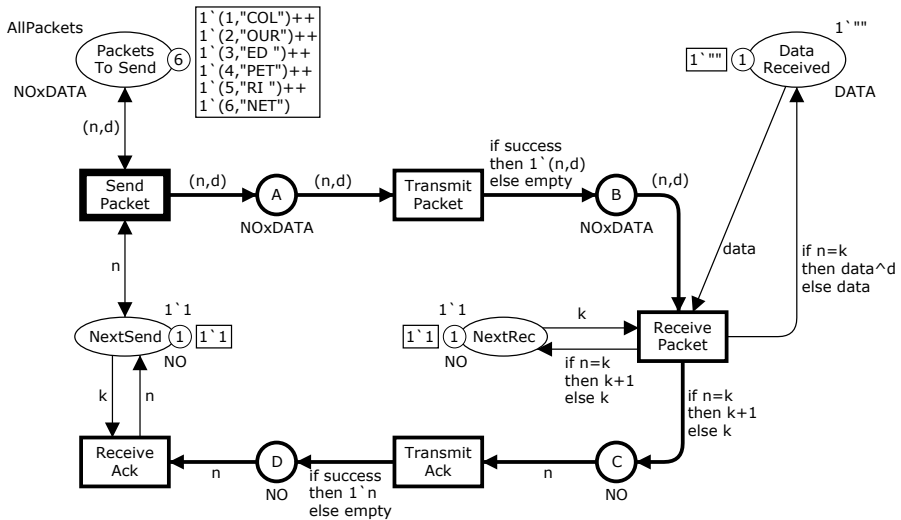 AllPackets
Packets
To Send
6
1`(1,"COL")++
1`(2,"OUR")++
1`(3,"ED ")++
1`(4,"PET")++
1`(5,"RI ")++
1`(6,"NET")
NOxDATA
1`""
1`""
1
Data
Received
DATA
(n,d)
Send
Packet
(n,d)
A
NOxDATA
(n,d)
Transmit
Packet
if success
then 1`(n,d)
else empty
B
NOxDATA
(n,d)
data
if n=k
then data^d
else data
n
1`1
NextSend
1
1`1
NO
1`1
1`1
1
NextRec
NO
k
if n=k
then k+1
else k
Receive
Packet
if n=k
then k+1
else k
k
n
Receive
Ack
n
D
NO
if success
then 1`n
else empty
Transmit
Ack
n
C
NO